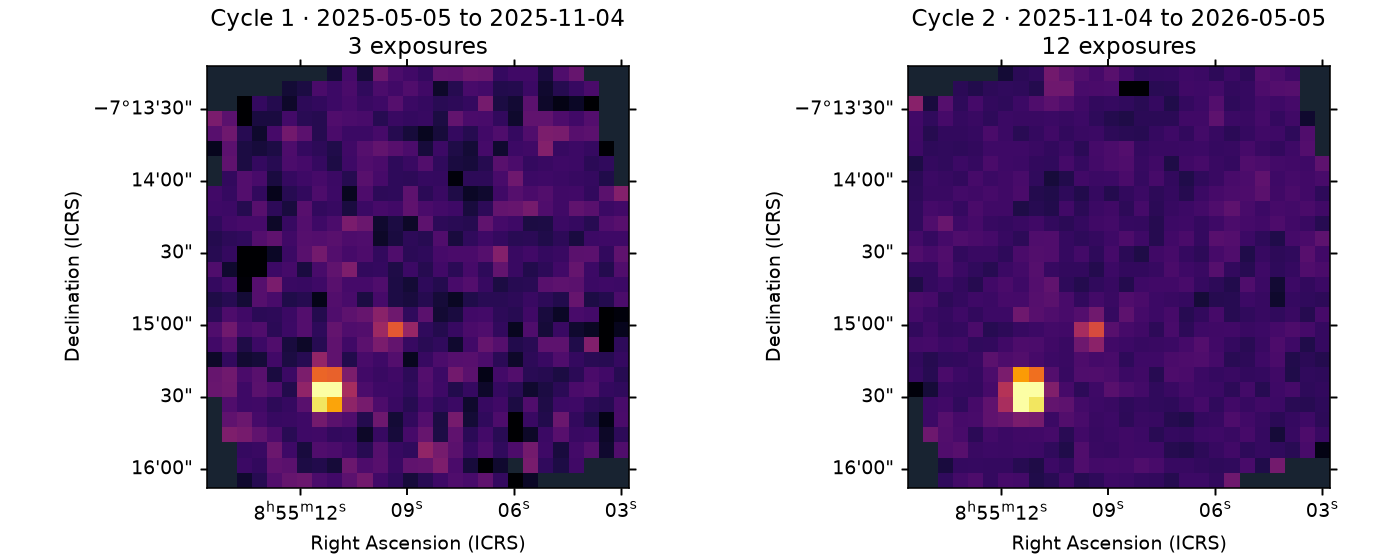 Cycle 1 · 2025-05-05 to 2025-11-04
3 exposures
−7°13'30"
14'00"
30"
15'00"
30"
16'00"
Declination (ICRS)
8ʰ55ᵐ12ˢ
09ˢ
06ˢ
03ˢ
Right Ascension (ICRS)
Cycle 2 · 2025-11-04 to 2026-05-05
12 exposures
−7°13'30"
14'00"
30"
15'00"
30"
16'00"
Declination (ICRS)
8ʰ55ᵐ12ˢ
09ˢ
06ˢ
03ˢ
Right Ascension (ICRS)